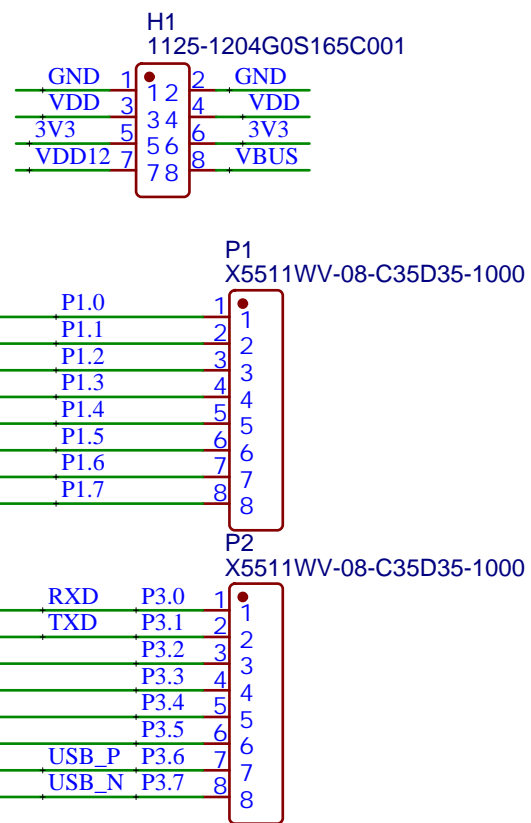 H1
1125-1204G0S165C001
GND 1 1 2 2 GND
VDD 3 3 4 4 VDD
3V3 5 5 6 6 3V3
VDD12 7 7 8 8 VBUS
P1
X5511WV-08-C35D35-1000
P1.0 1 1
P1.1 2 2
P1.2 3 3
P1.3 4 4
P1.4 5 5
P1.5 6 6
P1.6 7 7
P1.7 8 8
P2
X5511WV-08-C35D35-1000
RXD P3.0 1 1
TXD P3.1 2 2
P3.2 3 3
P3.3 4 4
P3.4 5 5
P3.5 6 6
USB_P P3.6 7 7
USB_N P3.7 8 8